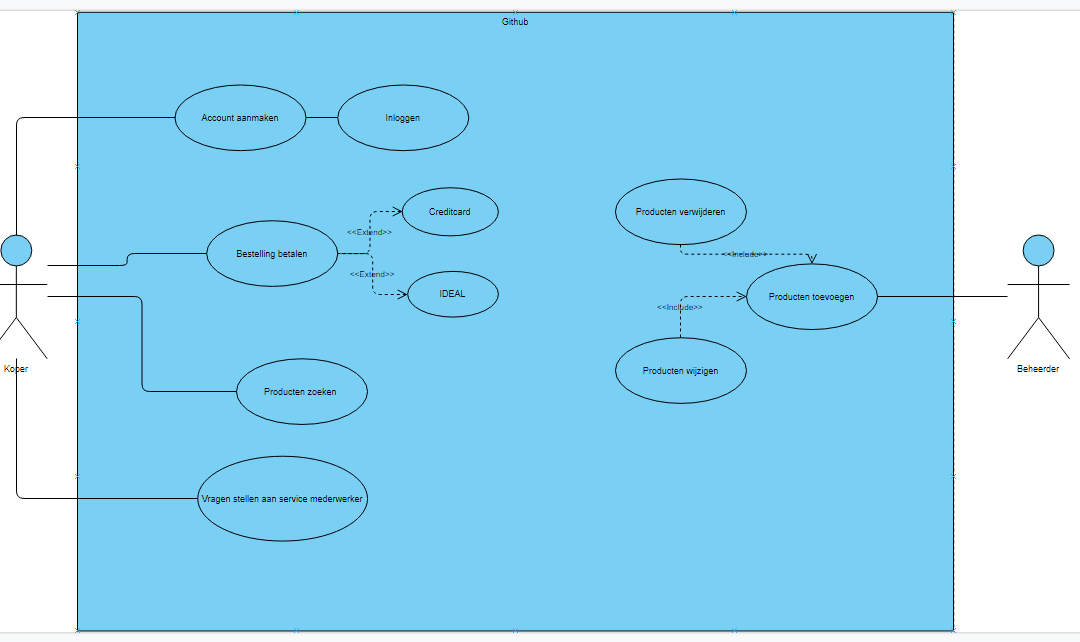 Github
Account aanmaken
Inloggen
Creditcard
<<Extend>>
Bestelling betalen
<<Extend>>
IDEAL
Producten verwijderen
<<Include>>
Producten toevoegen
<<Include>>
Producten wijzigen
Koper
Beheerder
Producten zoeken
Vragen stellen aan service mederwerker